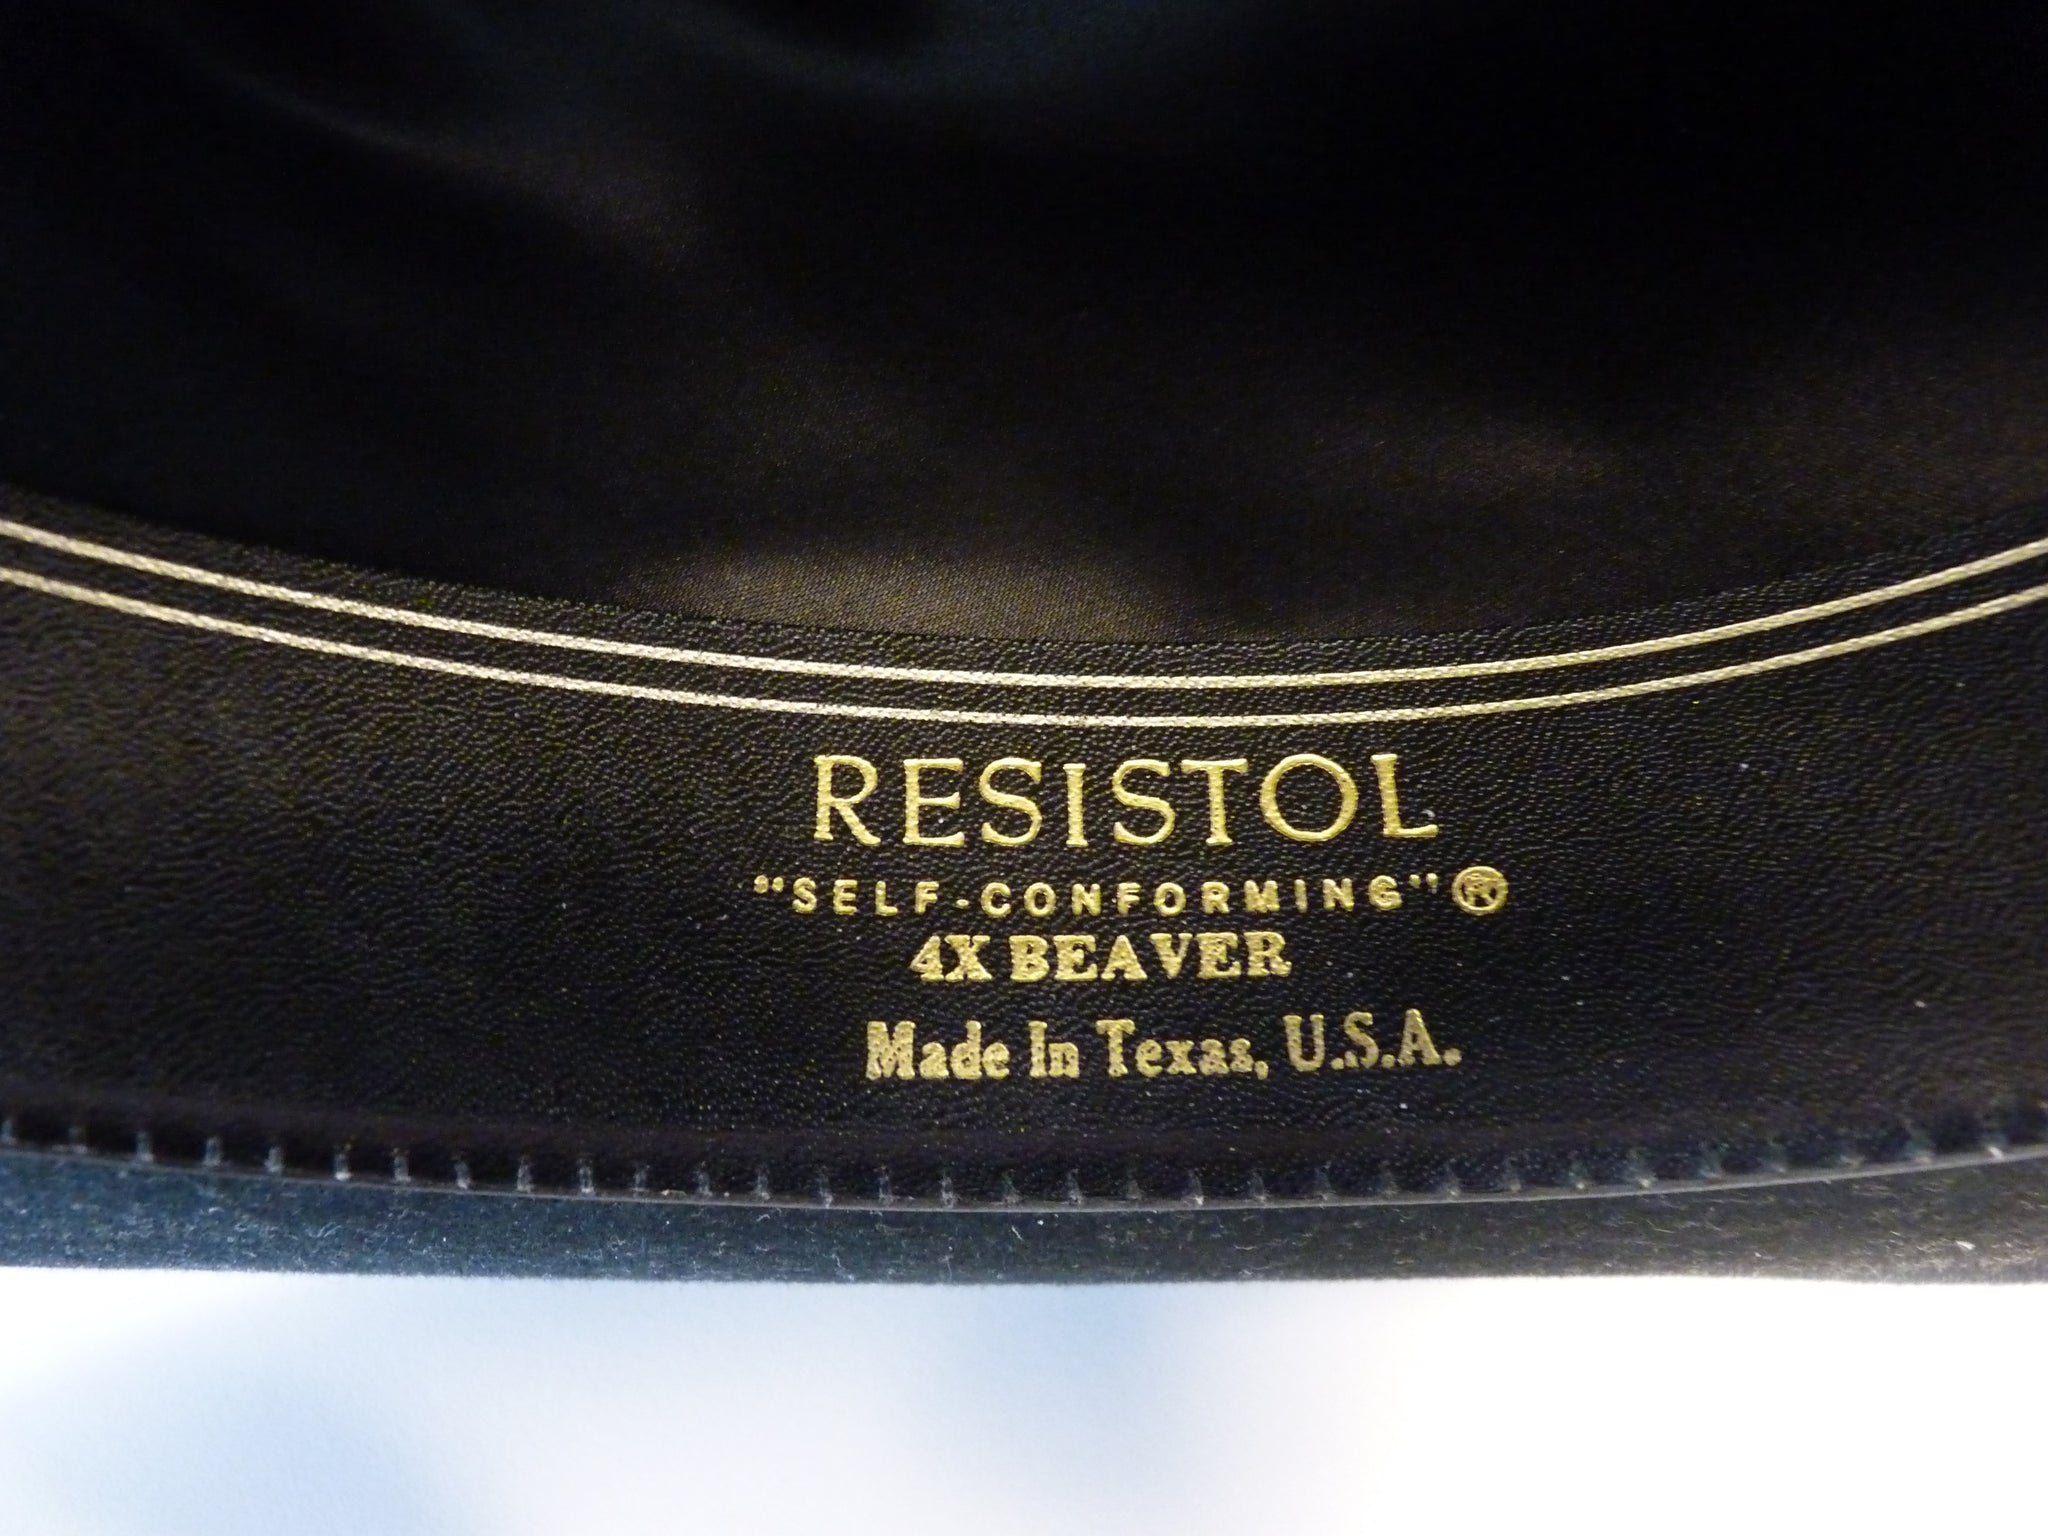 RESISTOL
"SELF-CONFORMING"®
4X BEAVER
Made In Texas, U.S.A.